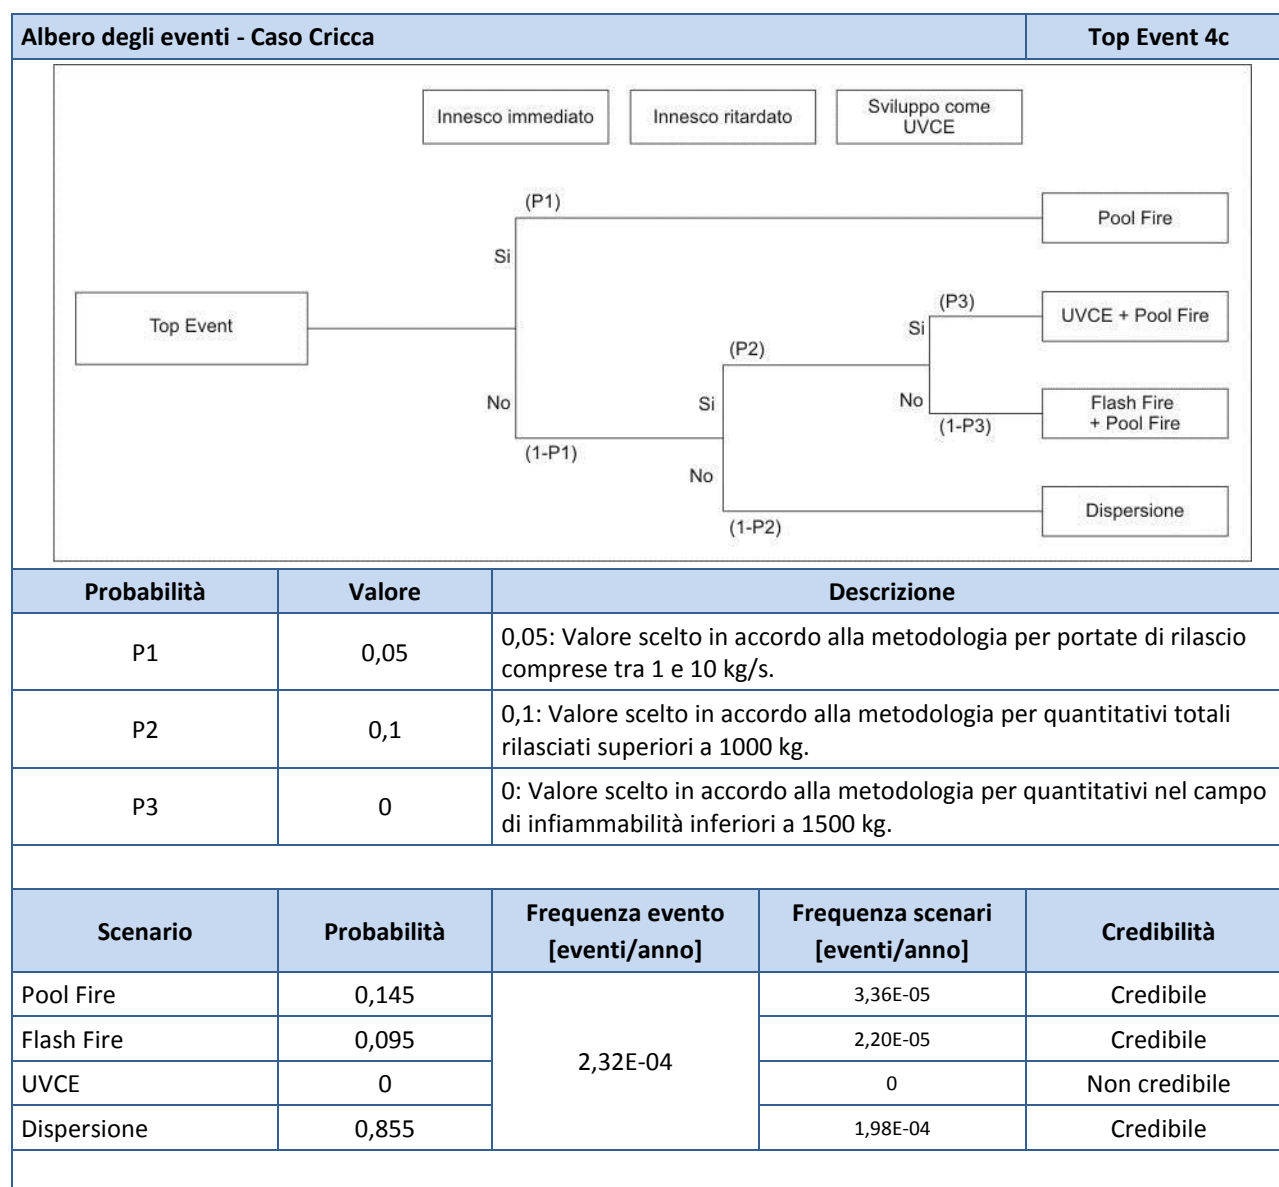 Albero degli eventi - Caso Cricca
Top Event 4c
Innesco immediato
Innesco ritardato
Sviluppo come
UVCE
(P1)
Pool Fire
Si
Top Event
(P3)
UVCE + Pool Fire
Si
(P2)
No
Si
No
Flash Fire
+ Pool Fire
(1-P3)
(1-P1)
No
Dispersione
(1-P2)
Probabilità Valore Descrizione
P1 0,05 0,05: Valore scelto in accordo alla metodologia per portate di rilascio
comprese tra 1 e 10 kg/s.
P2 0,1 0,1: Valore scelto in accordo alla metodologia per quantitativi totali
rilasciati superiori a 1000 kg.
P3 0 0: Valore scelto in accordo alla metodologia per quantitativi nel campo
di infiammabilità inferiori a 1500 kg.
Scenario Probabilità Frequenza evento Frequenza scenari Credibilità
[eventi/anno] [eventi/anno]
Pool Fire 0,145 3,36E-05 Credibile
Flash Fire 0,095 2,20E-05 Credibile
2,32E-04
UVCE 0 0 Non credibile
Dispersione 0,855 1,98E-04 Credibile